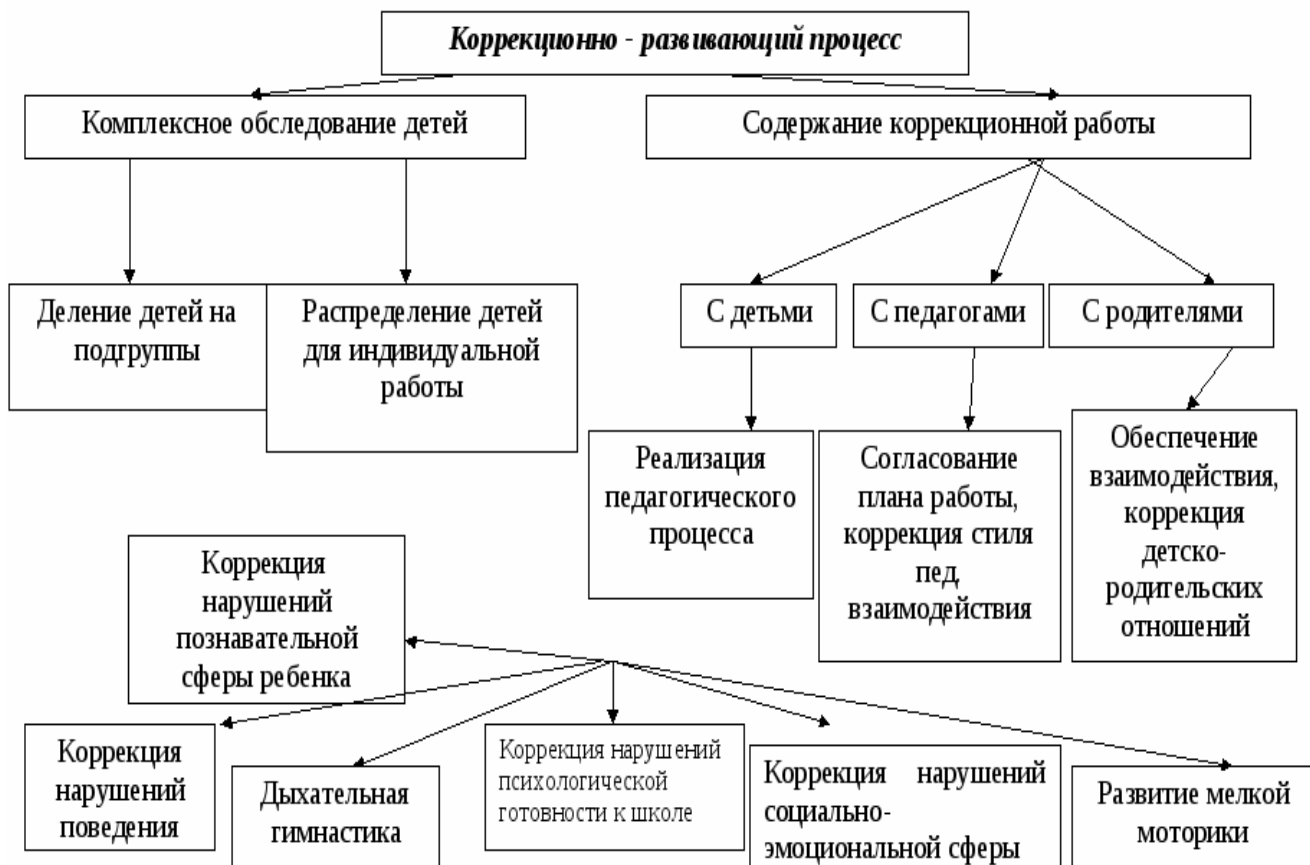 Коррекционно - развивающий процесс
Комплексное обследование детей
Содержание коррекционной работы
Деление детей на
подгруппы
Распределение детей
для индивидуальной
работы
С детьми
С педагогами
С родителями
Реализация
педагогического
процесса
Согласование
плана работы,
коррекция стиля
пед,
взаимодействия
Обеспечение
взаимодействия,
коррекция
детско-
родительских
отношений
Коррекция
нарушений
познавательной
сферы ребенка
Коррекция
нарушений
поведения
Дыхательная
гимнастика
Коррекция нарушений
психологической
готовности к школе
Коррекция нарушений
социально-
эмоциональной сферы
Развитие мелкой
моторики